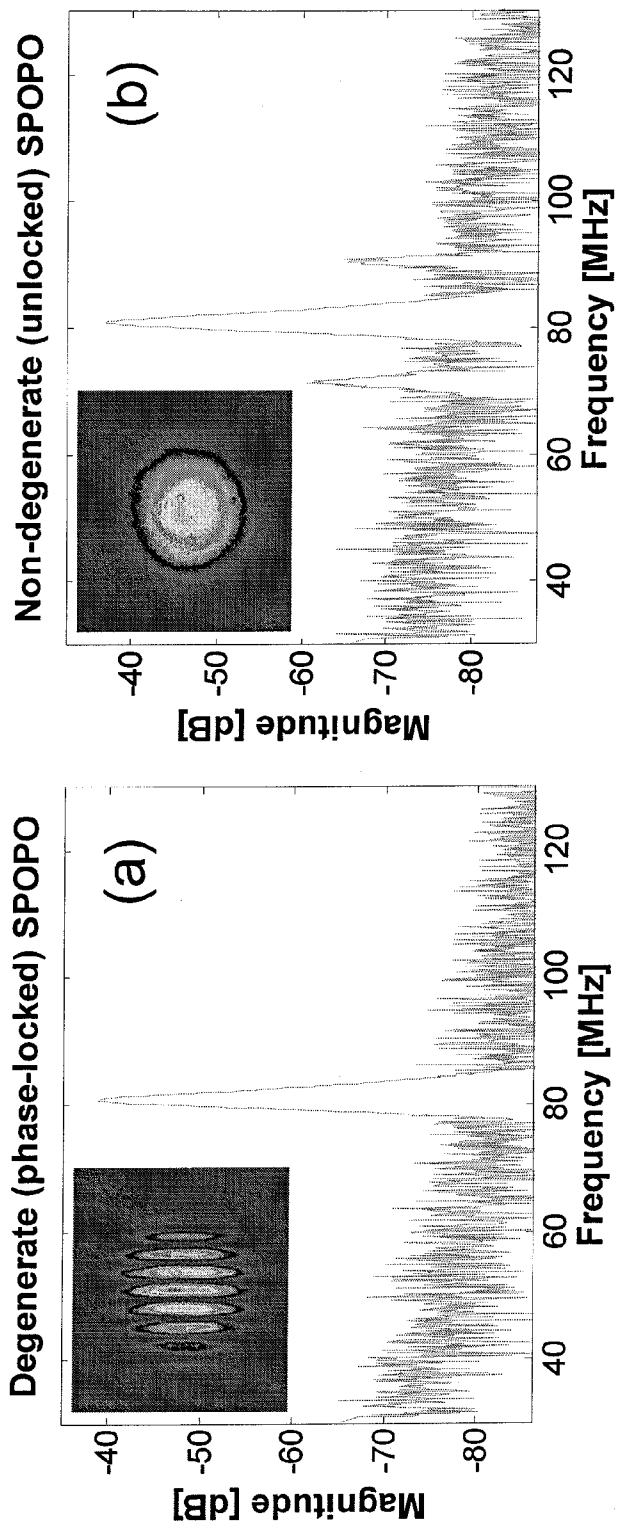 Degenerate (phase-locked) SPOPO
(a)
Magnitude [dB]
-40
-50
-60
-70
-80
40
60
80
100
120
Frequency [MHz]
Non-degenerate (unlocked) SPOPO
(b)
Magnitude [dB]
-40
-50
-60
-70
-80
40
60
80
100
120
Frequency [MHz]